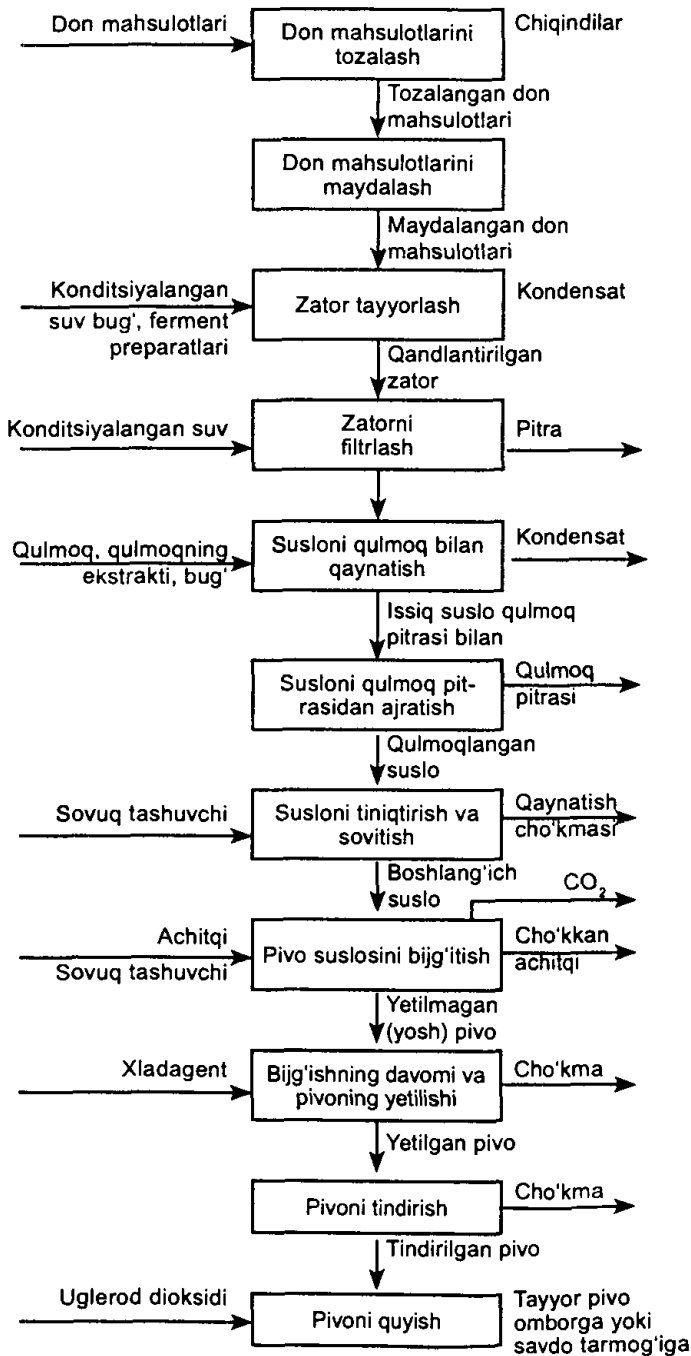 Don mahsulotlari
Don mahsulotlarini
tozalash
Chiqindilar
Tozalangan don
mahsulotlari
Don mahsulotlarini
maydalash
Maydalangan don
mahsulotlari
Konditsiyalangan
suv bug', ferment
preparatlari
Zator tayyorlash
Kondensat
Qandlantirilgan
zator
Konditsiyalangan suv
Zatorni
filtrlash
Pitra
Qulmoq, qulmoqning
ekstrakti, bug'
Susloni qulmoq bilan
qaynatish
Kondensat
Issiq suslo qulmoq
pitrasi bilan
Susloni qulmoq pit-
rasidan ajratish
Qulmoq
pitrasi
Qulmoqlangan
suslo
Sovuq tashuvchi
Susloni tiniqtirish va
sovitish
Qaynatish
cho'kmasi
Boshlang'ich
suslo
CO₂
Achitqi
Sovuq tashuvchi
Pivo suslosini bijg'itish
Cho'kkan
achitqi
Yetilmagan
(yosh) pivo
Xladagent
Bijg'ishning davomi va
pivoning yetilishi
Cho'kma
Yetilgan pivo
Pivoni tindirish
Cho'kma
Tindirilgan pivo
Uglerod dioksidi
Pivoni quyish
Tayyor pivo
omborga yoki
savdo tarmog'iga